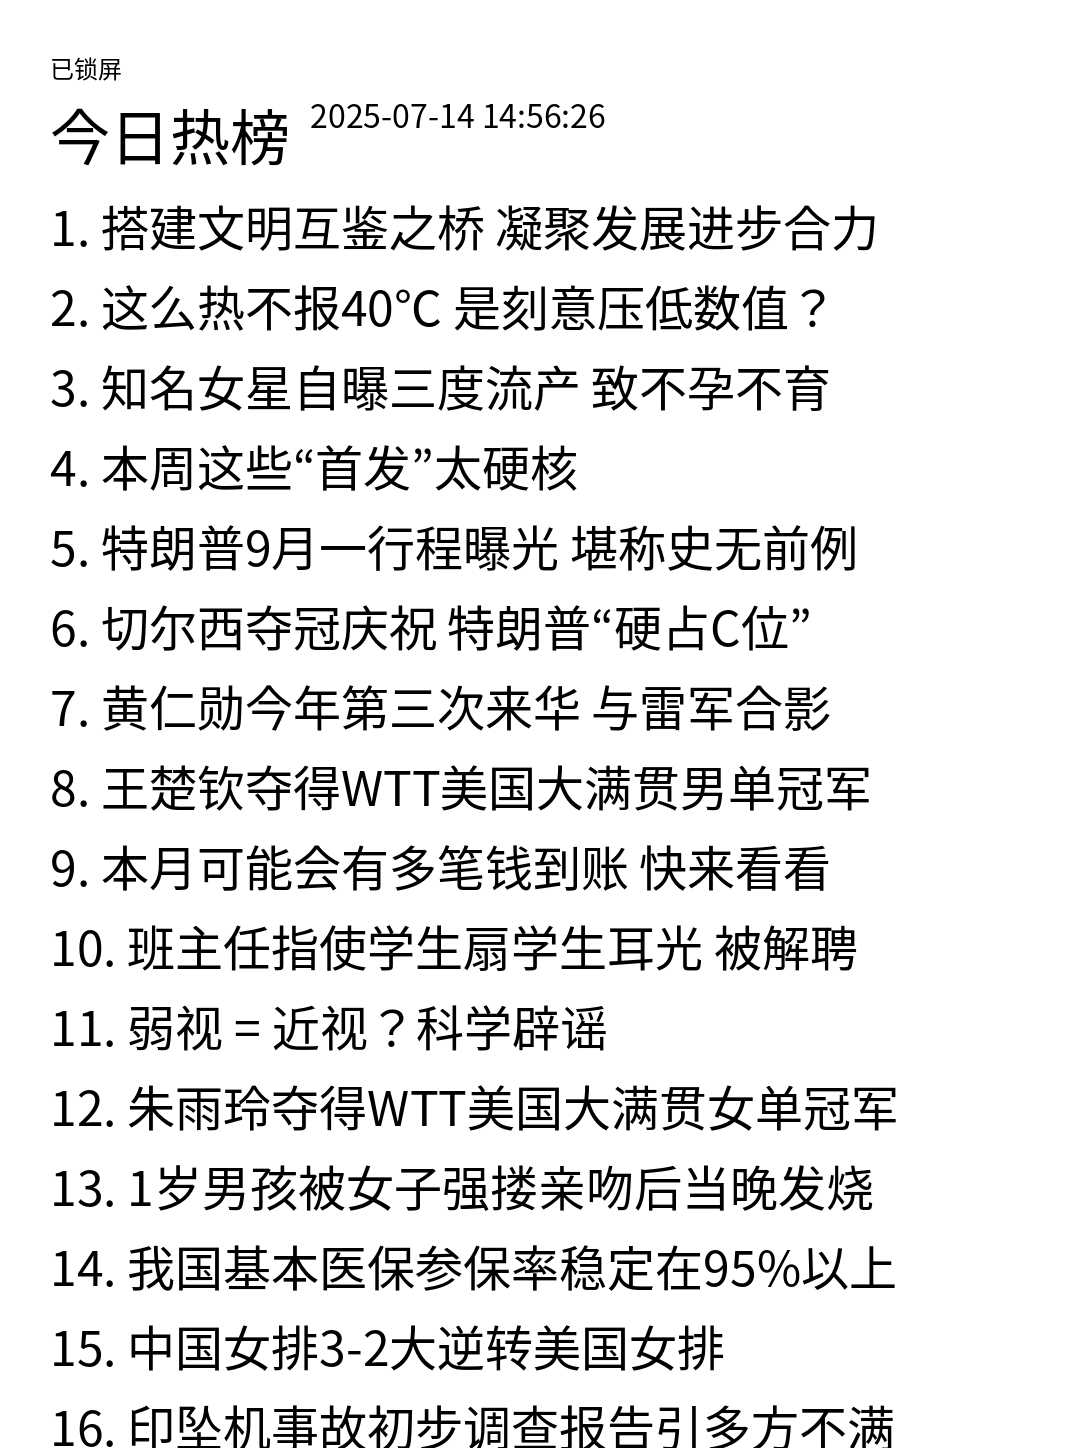 已锁屏
今日热榜 2025-07-14 14:56:26
1. 搭建文明互鉴之桥 凝聚发展进步合力
2. 这么热不报40℃ 是刻意压低数值？
3. 知名女星自曝三度流产 致不孕不育
4. 本周这些“首发”太硬核
5. 特朗普9月一行程曝光 堪称史无前例
6. 切尔西夺冠庆祝 特朗普“硬占C位”
7. 黄仁勋今年第三次来华 与雷军合影
8. 王楚钦夺得WTT美国大满贯男单冠军
9. 本月可能会有多笔钱到账 快来看看
10. 班主任指使学生扇学生耳光 被解聘
11. 弱视 = 近视？科学辟谣
12. 朱雨玲夺得WTT美国大满贯女单冠军
13. 1岁男孩被女子强搂亲吻后当晚发烧
14. 我国基本医保参保率稳定在95%以上
15. 中国女排3-2大逆转美国女排
16. 印坠机事故初步调查报告引多方不满